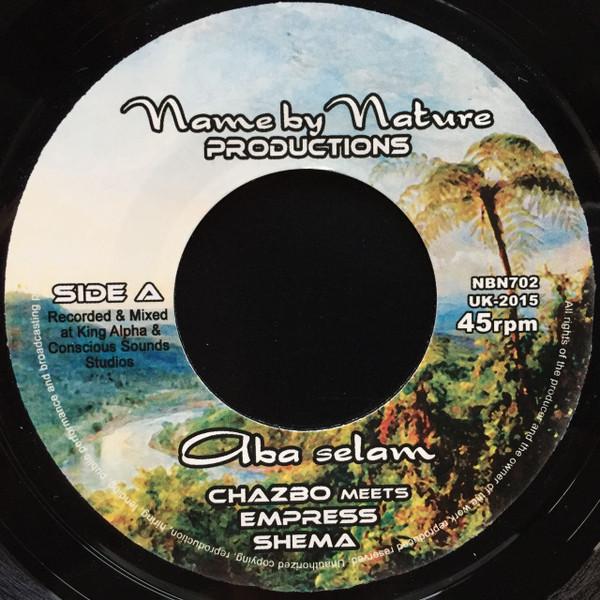 Name by Nature
PRODUCTIONS
SIDE A
Recorded & Mixed
at King Alpha &
Conscious Sounds
Studios
NBN702
UK-2015
45rpm
Aba selam
CHAZBO MEETS
EMPRESS
SHEMA
All rights of the producer and the owner of the work reproduced reserved. Unauthorized copying, reproduction, hiring, lending, public performance and broadcasting